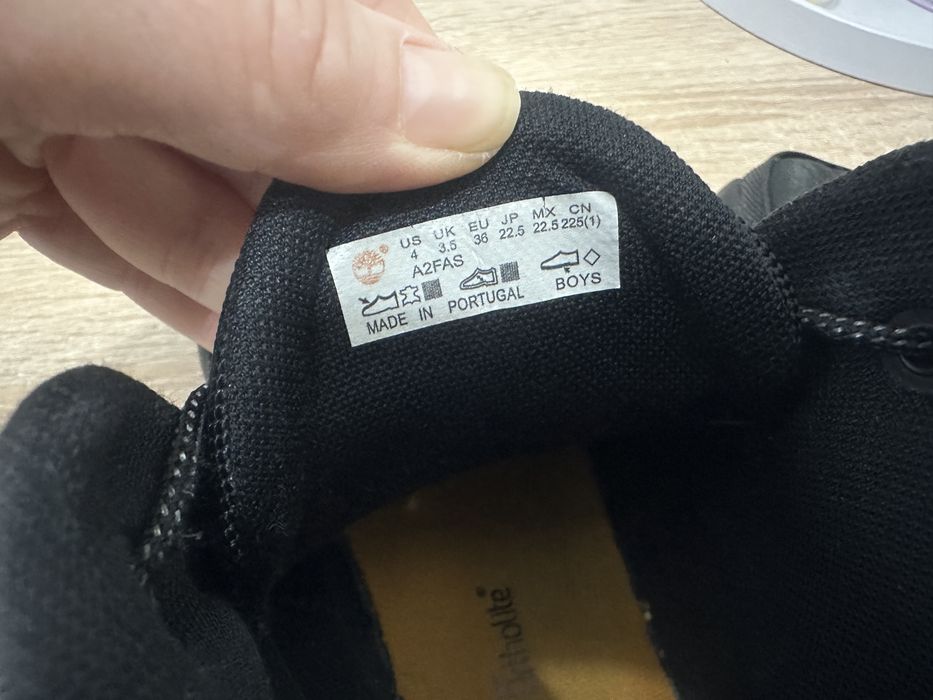 US UK EU JP MX CN
4 3.5 36 22.5 22.5 225(1)
A2FAS
MADE IN PORTUGAL BOYS